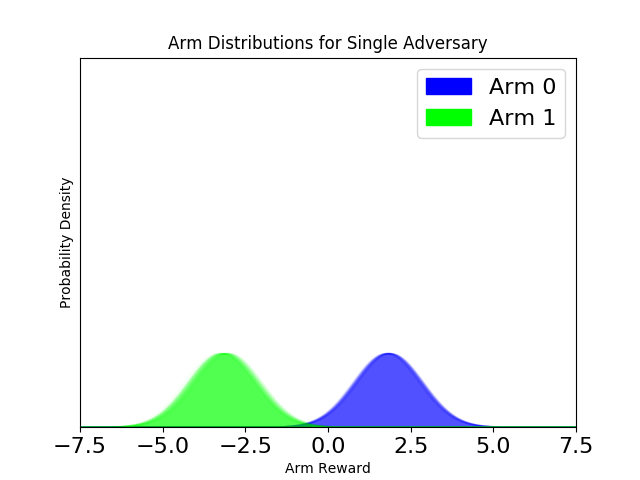 Arm Distributions for Single Adversary
Arm 0
Arm 1
Probability Density
−7.5 −5.0 −2.5 0.0 2.5 5.0 7.5
Arm Reward